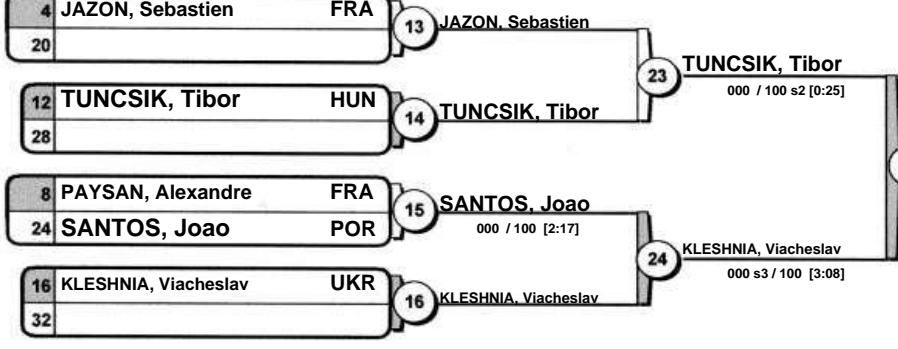 4 JAZON, Sebastien FRA
20
13 JAZON, Sebastien
12 TUNCSIK, Tibor HUN
28
14 TUNCSIK, Tibor
23 TUNCSIK, Tibor
000 / 100 s2 [0:25]
8 PAYSAN, Alexandre FRA
24 SANTOS, Joao POR
15 SANTOS, Joao
000 / 100 [2:17]
16 KLESHNIA, Viacheslav UKR
32
16 KLESHNIA, Viacheslav
24 KLESHNIA, Viacheslav
000 s3 / 100 [3:08]